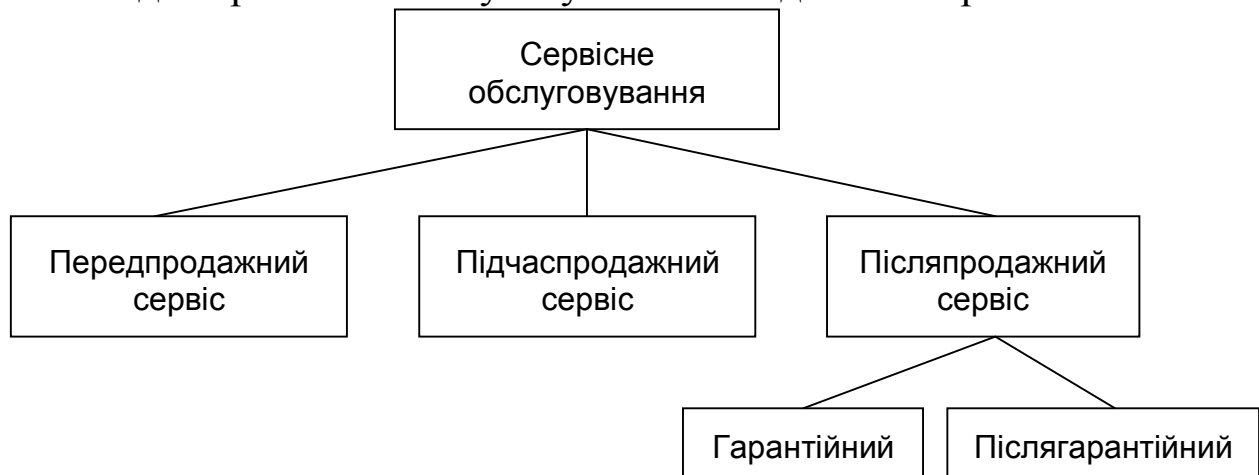 Сервісне
обслуговування
Передпродажний
сервіс
Підчаспродажний
сервіс
Післяпродажний
сервіс
Гарантійний
Післягарантійний